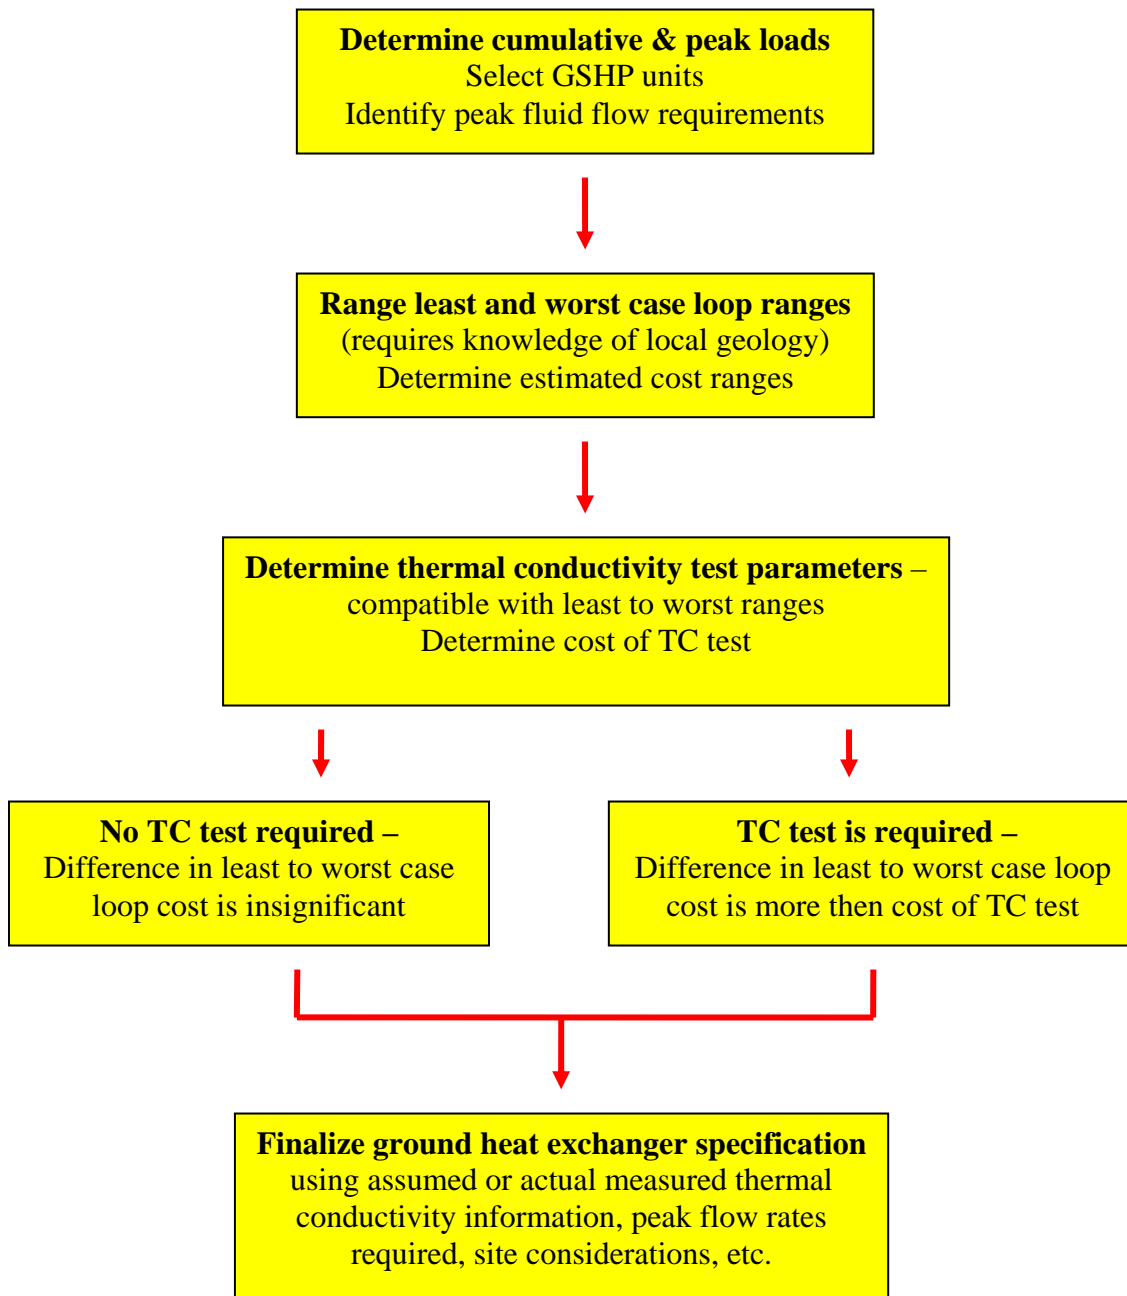 Determine cumulative & peak loads
Select GSHP units
Identify peak fluid flow requirements
Range least and worst case loop ranges
(requires knowledge of local geology)
Determine estimated cost ranges
Determine thermal conductivity test parameters –
compatible with least to worst ranges
Determine cost of TC test
No TC test required –
Difference in least to worst case
loop cost is insignificant
TC test is required –
Difference in least to worst case loop
cost is more then cost of TC test
Finalize ground heat exchanger specification
using assumed or actual measured thermal
conductivity information, peak flow rates
required, site considerations, etc.